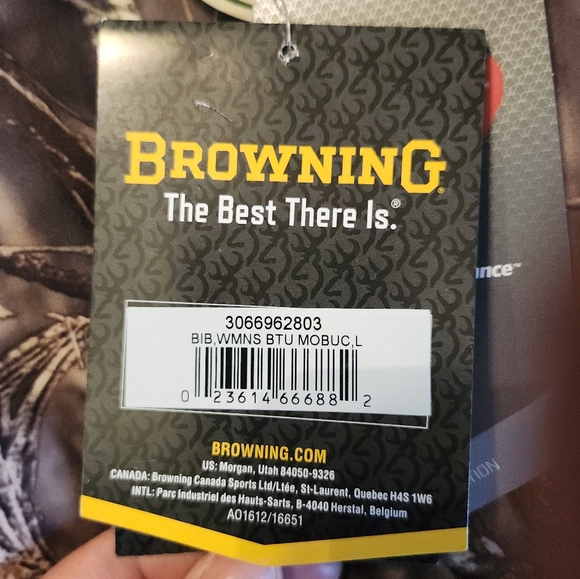 BROWNING
The Best There Is.®
3066962803
BIB,WMNS BTU MOBUC,L
0 23614 66688 2
BROWNING.COM
US: Morgan, Utah 84050-9326
CANADA: Browning Canada Sports Ltd/Ltée, St-Laurent, Quebec H4S 1W6
INTL: Parc Industriel des Hauts-Sarts, B-4040 Herstal, Belgium
AO1612/16651